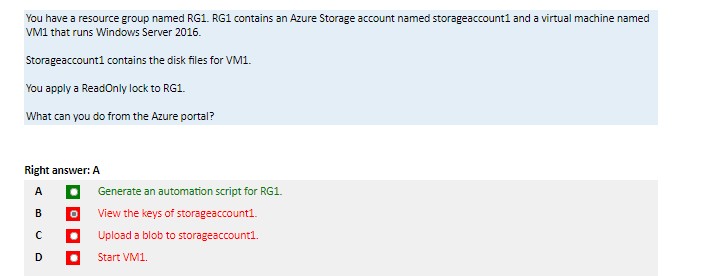 You have a resource group named RG1. RG1 contains an Azure Storage account named storageaccount1 and a virtual machine named
VM1 that runs Windows Server 2016.
Storageaccount1 contains the disk files for VM1.
You apply a ReadOnly lock to RG1.
What can you do from the Azure portal?
Right answer: A
A Generate an automation script for RG1.
B View the keys of storageaccount1.
C Upload a blob to storageaccount1.
D Start VM1.